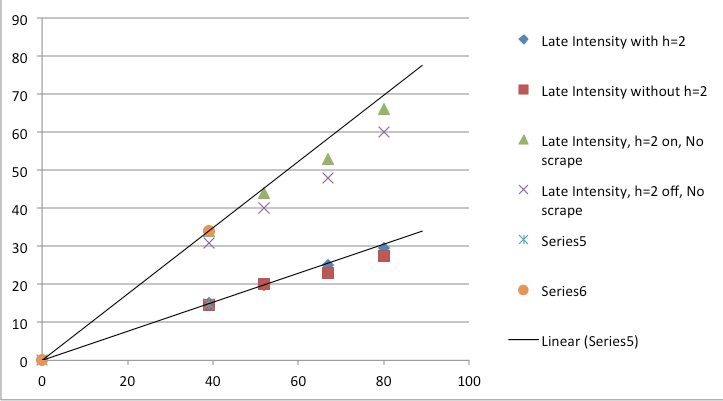 90
80
70
60
50
40
30
20
10
0
0 20 40 60 80 100
Late Intensity with h=2
Late Intensity without h=2
Late Intensity, h=2 on, No
scrape
Late Intensity, h=2 off, No
scrape
Series5
Series6
Linear (Series5)